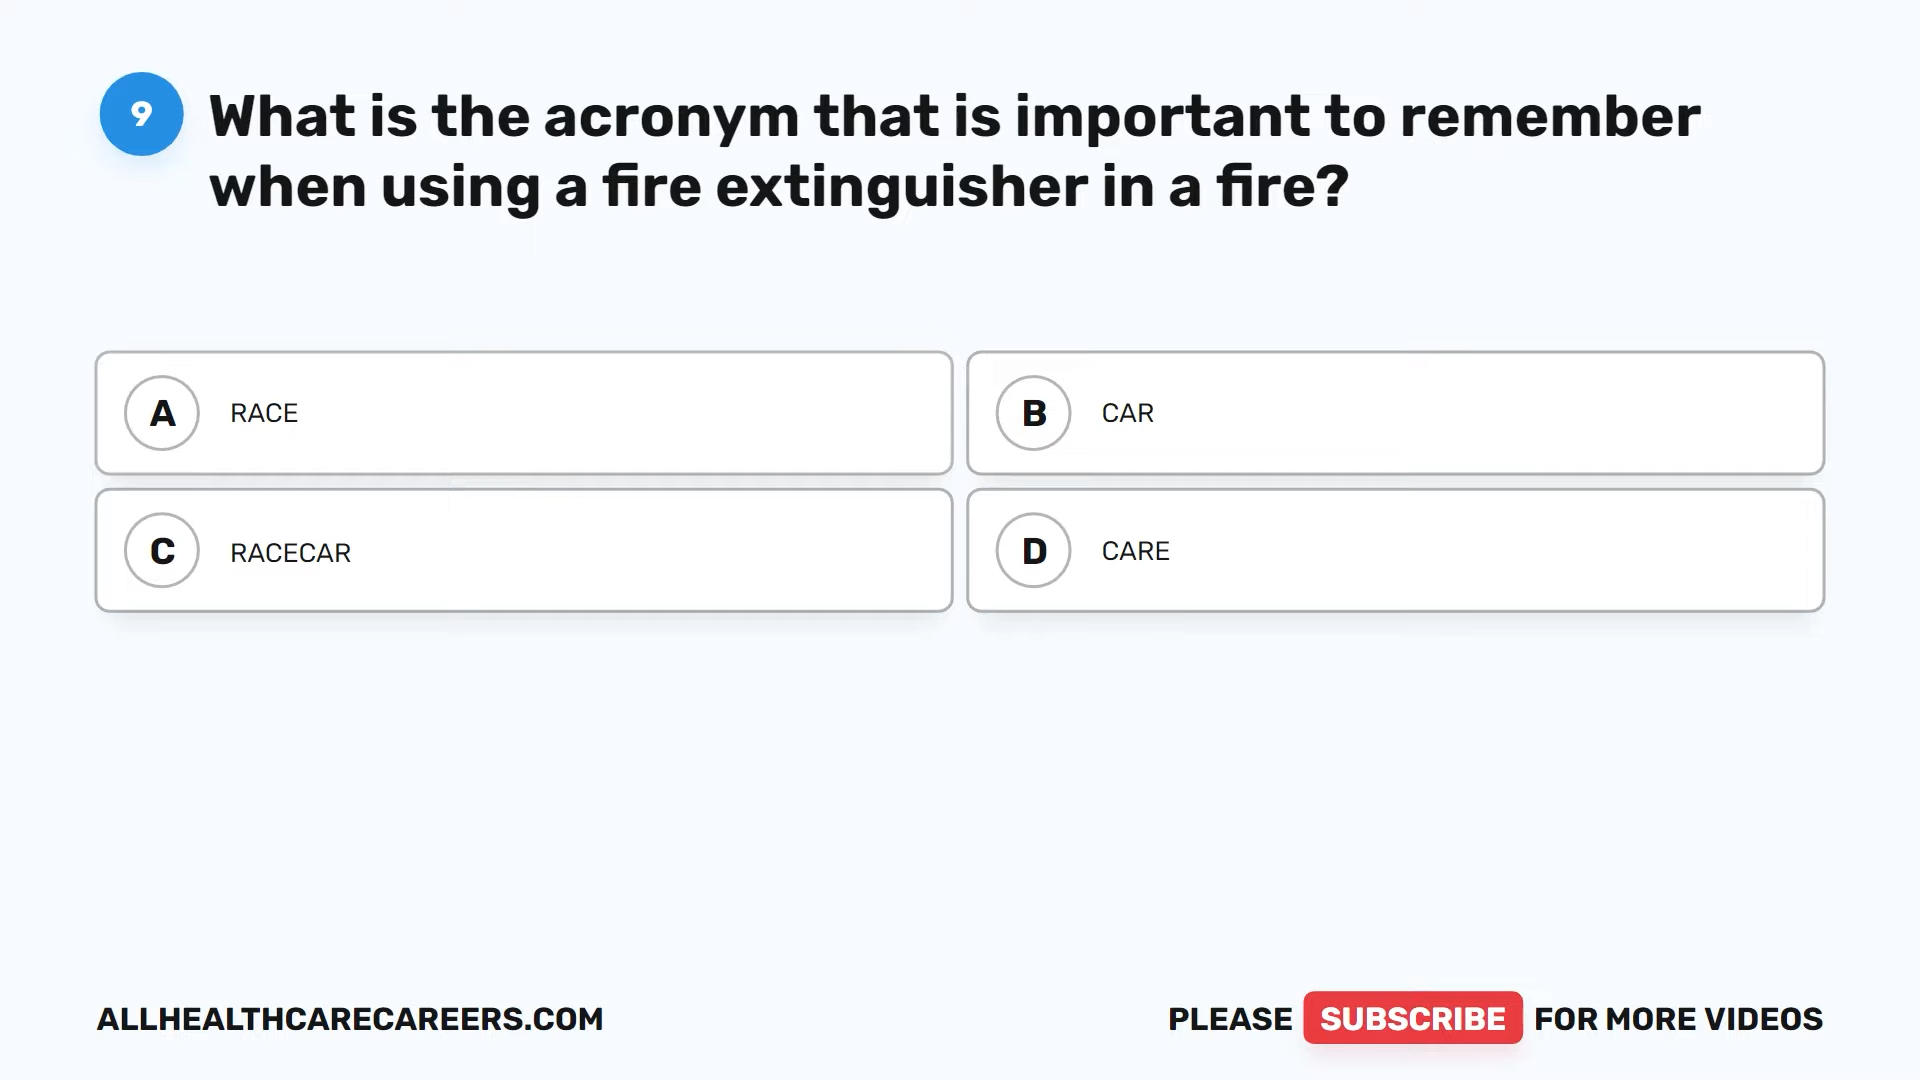 9
What is the acronym that is important to remember
when using a fire extinguisher in a fire?
A RACE
B CAR
C RACECAR
D CARE
ALLHEALTHCARECAREERS.COM
PLEASE SUBSCRIBE FOR MORE VIDEOS